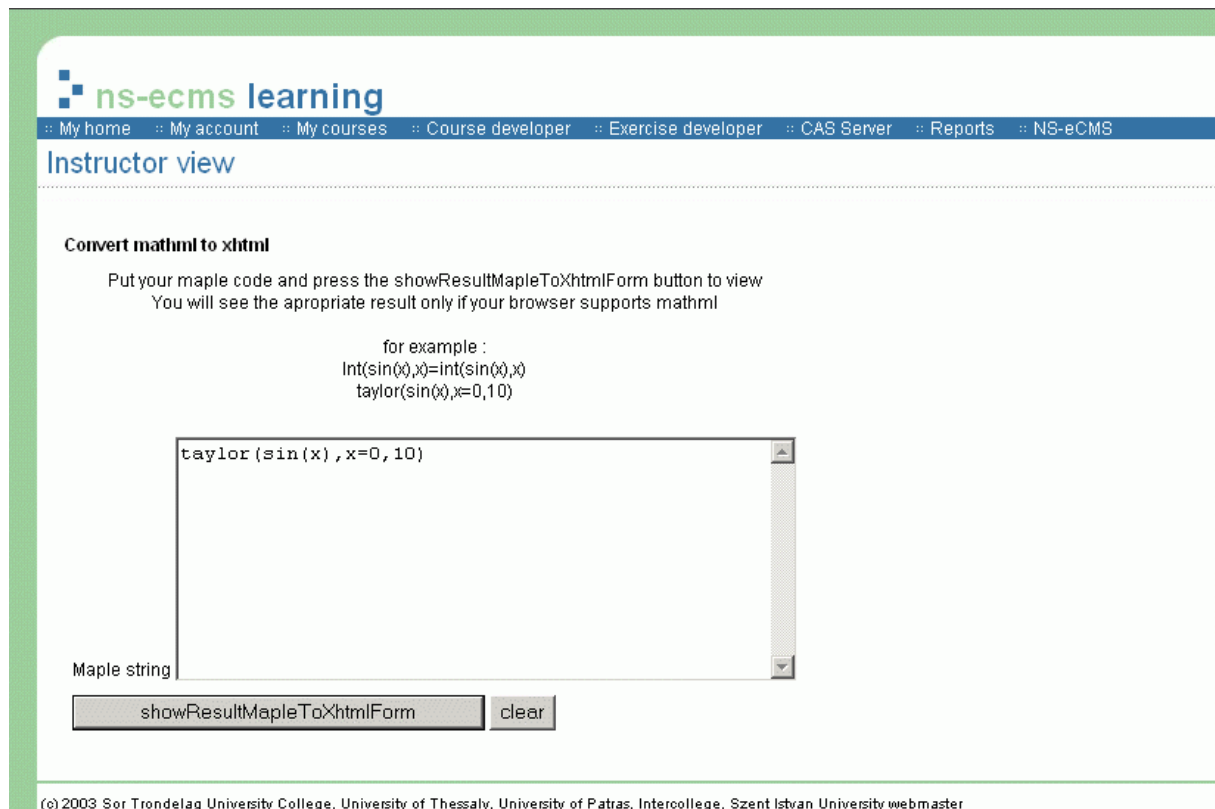 ns-ecms learning
:: My home :: My account :: My courses :: Course developer :: Exercise developer :: CAS Server :: Reports :: NS-eCMS
Instructor view
Convert mathml to xhtml
Put your maple code and press the showResultMapleToXhtmlForm button to view
You will see the apropriate result only if your browser supports mathml
for example :
Int(sin(x),x)=int(sin(x),x)
taylor(sin(x),x=0,10)
taylor(sin(x),x=0,10)
Maple string
showResultMapleToXhtmlForm clear
(c) 2003 Sor Trondelag University College, University of Thessaly, University of Patras, Intercollege, Szent Istvan University webmaster